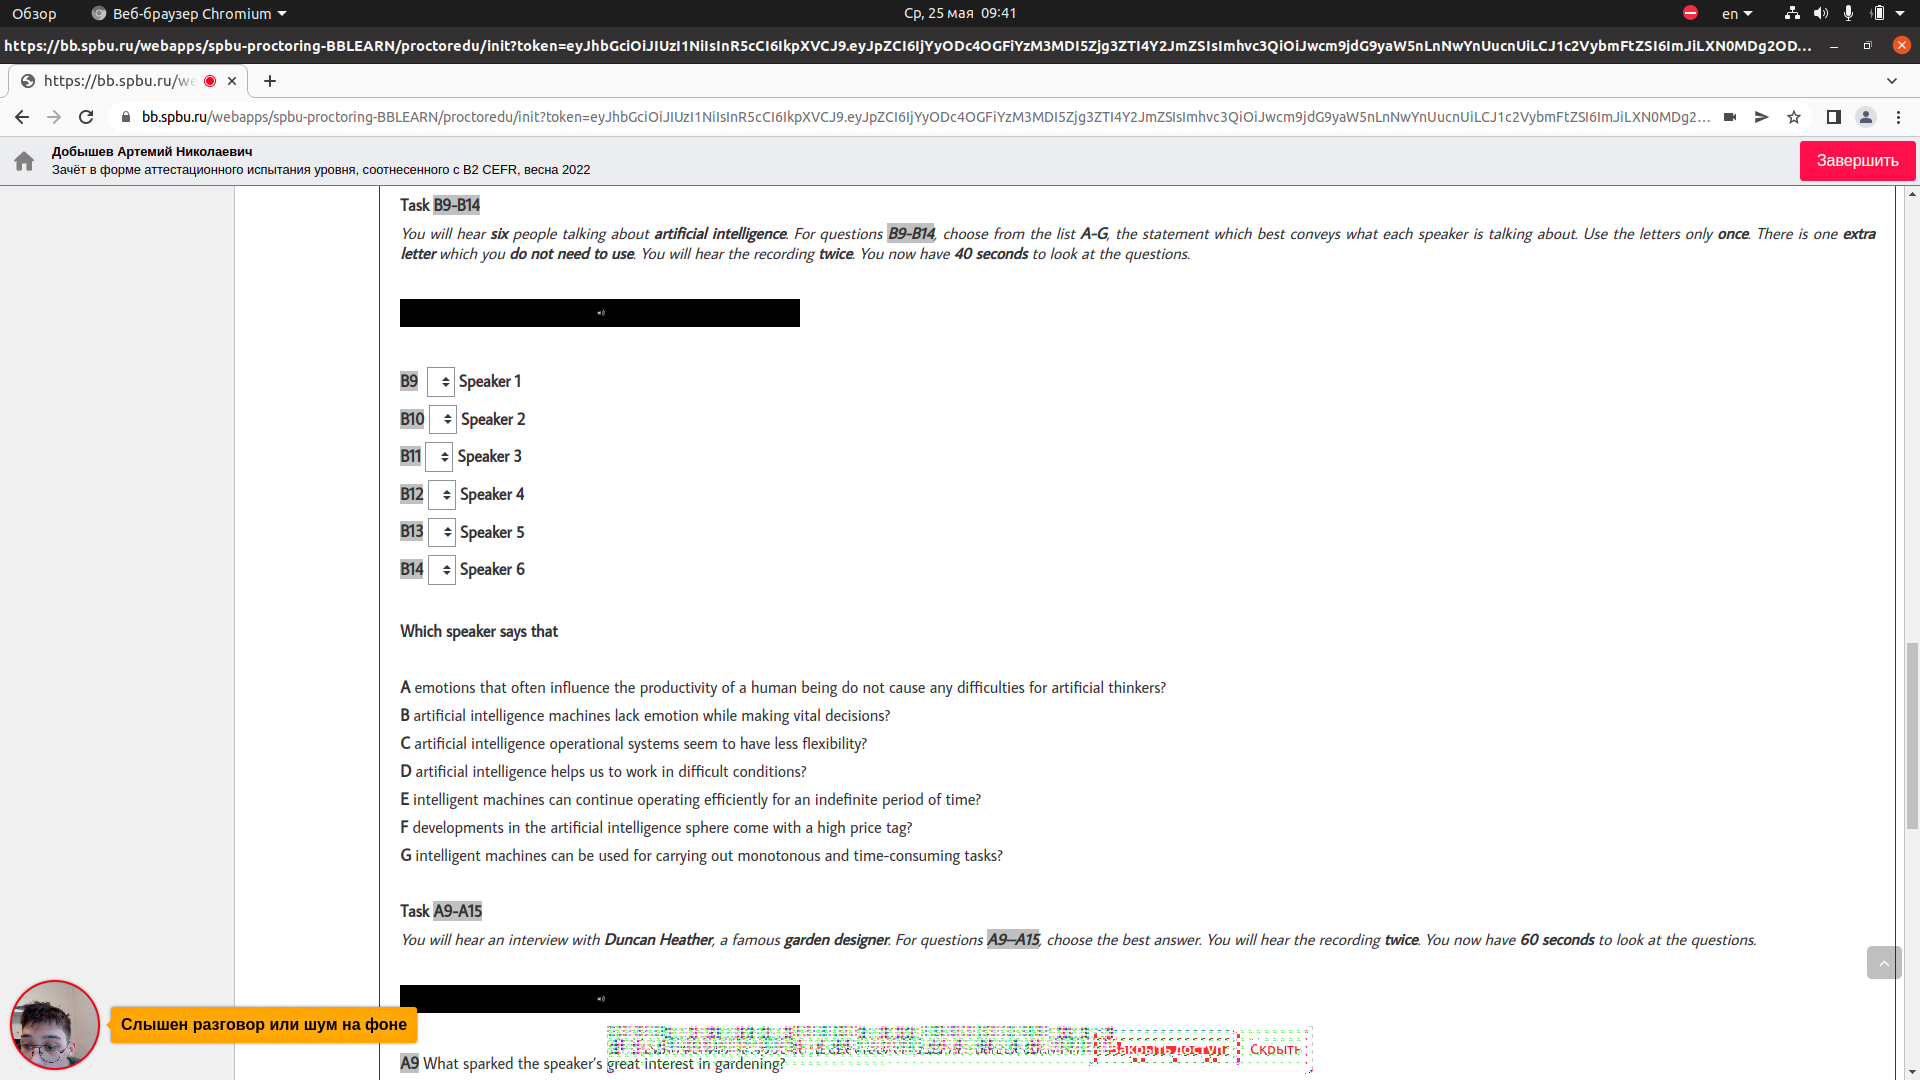 Обзор
Веб-браузер Chromium
Ср, 25 мая 09:41
en
https://bb.spbu.ru/webapps/spbu-proctoring-BBLEARN/proctoredu/init?token=eyJhbGciOiJIUzI1NiIsInR5cCI6IkpXVCJ9.eyJpZCI6IjYyODc4OGFiYzM3MDI5Zjg3ZTI4Y2JmZSIsImhvc3QiOiJwcm9jdG9yaW5nLnNwYnUucnUiLCJ1c2VybmFtZSI6ImJiLXN0MDg2OD...
https://bb.spbu.ru/we
bb.spbu.ru/webapps/spbu-proctoring-BBLEARN/proctoredu/init?token=eyJhbGciOiJIUzI1NiIsInR5cCI6IkpXVCJ9.eyJpZCI6IjYyODc4OGFiYzM3MDI5Zjg3ZTI4Y2JmZSIsImhvc3QiOiJwcm9jdG9yaW5nLnNwYnUucnUiLCJ1c2VybmFtZSI6ImJiLXN0MDg2...
Добышев Артемий Николаевич
Зачёт в форме аттестационного испытания уровня, соотнесенного с B2 CEFR, весна 2022
Завершить
Task B9-B14
You will hear six people talking about artificial intelligence. For questions B9-B14, choose from the list A-G, the statement which best conveys what each speaker is talking about. Use the letters only once. There is one extra
letter which you do not need to use. You will hear the recording twice. You now have 40 seconds to look at the questions.
B9 Speaker 1
B10 Speaker 2
B11 Speaker 3
B12 Speaker 4
B13 Speaker 5
B14 Speaker 6
Which speaker says that
A emotions that often influence the productivity of a human being do not cause any difficulties for artificial thinkers?
B artificial intelligence machines lack emotion while making vital decisions?
C artificial intelligence operational systems seem to have less flexibility?
D artificial intelligence helps us to work in difficult conditions?
E intelligent machines can continue operating efficiently for an indefinite period of time?
F developments in the artificial intelligence sphere come with a high price tag?
G intelligent machines can be used for carrying out monotonous and time-consuming tasks?
Task A9-A15
You will hear an interview with Duncan Heather, a famous garden designer. For questions A9–A15, choose the best answer. You will hear the recording twice. You now have 60 seconds to look at the questions.
Слышен разговор или шум на фоне
Закрыть доступ
Скрыть
A9 What sparked the speaker's great interest in gardening?